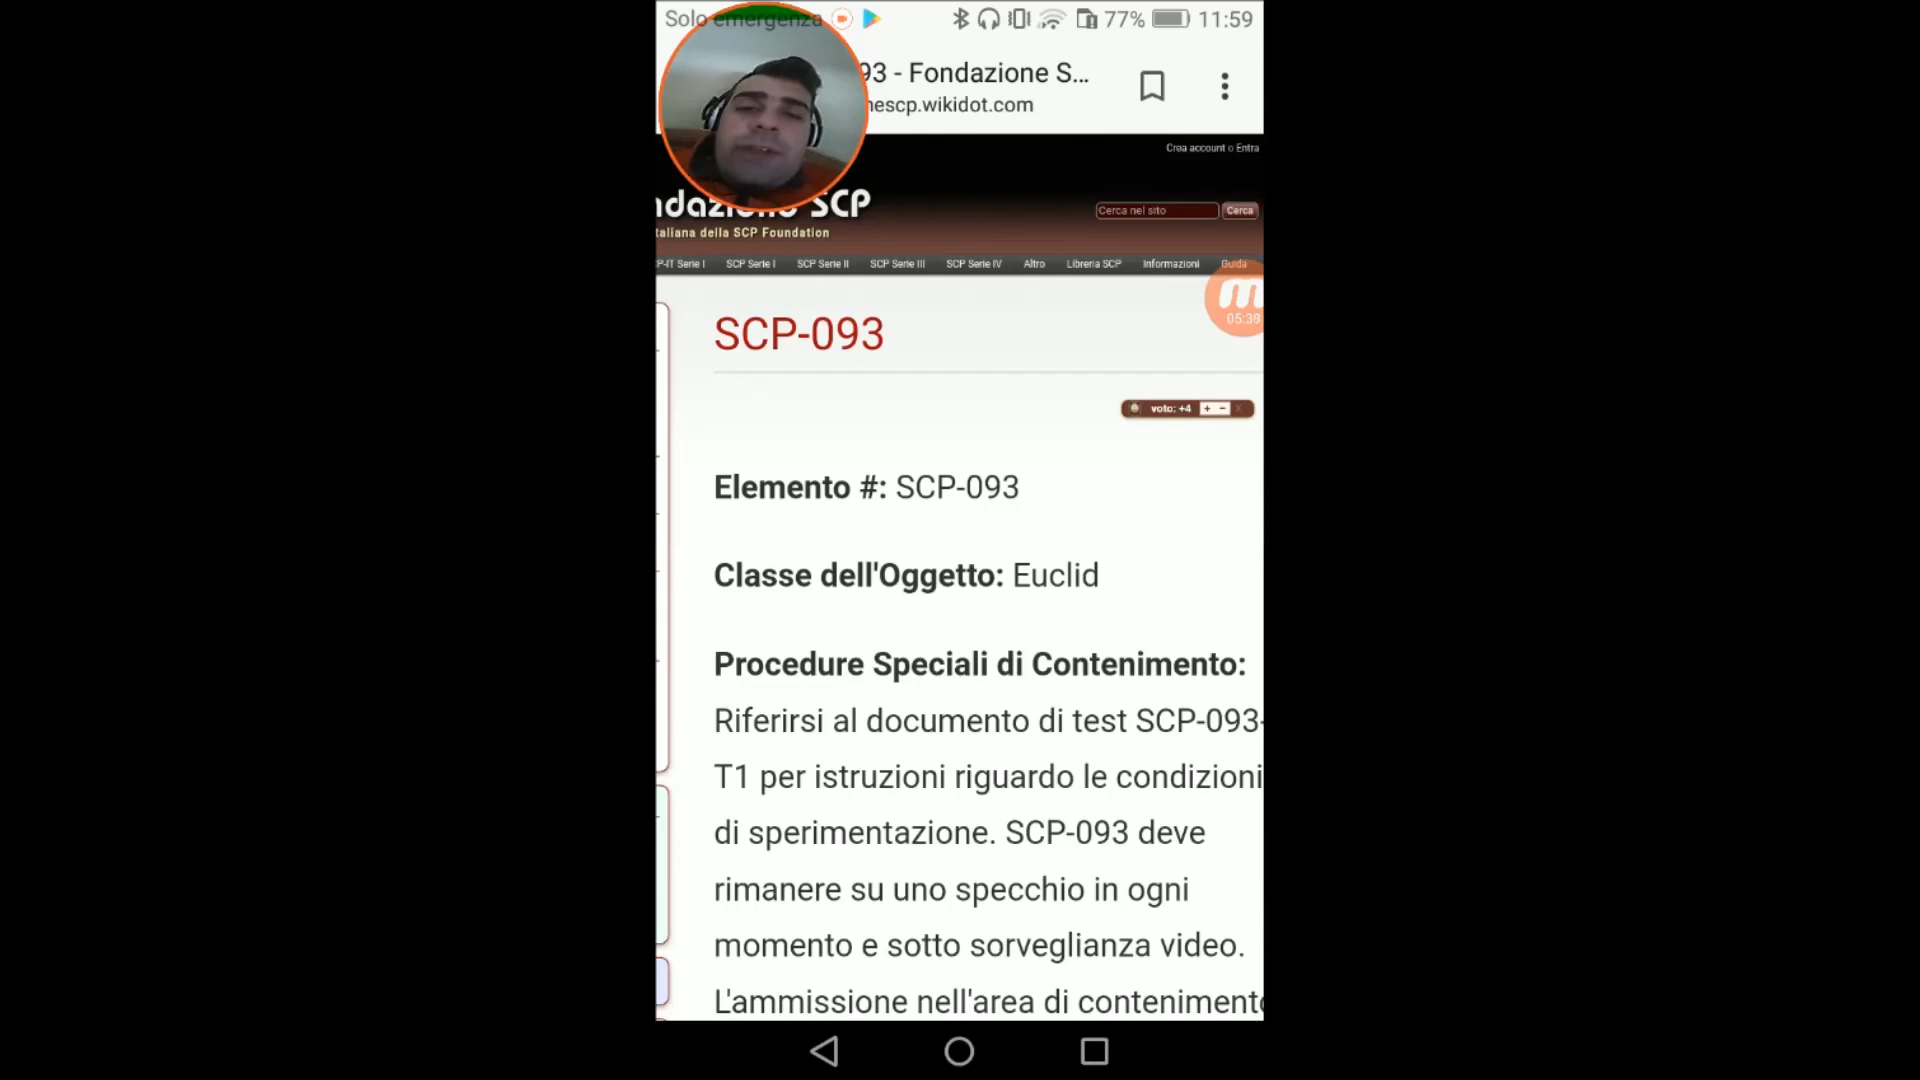 Solo emergenza 77% 11:59
93 - Fondazione S...
nescp.wikidot.com
Crea account o Entra
ndazione SCP
Cerca nel sito Cerca
taliana della SCP Foundation
P-IT Serie I SCP Serie I SCP Serie II SCP Serie III SCP Serie IV Altro Libreria SCP Informazioni Guida
m
05:39
SCP-093
voto: +4 + − X
Elemento #: SCP-093
Classe dell'Oggetto: Euclid
Procedure Speciali di Contenimento:
Riferirsi al documento di test SCP-093-
T1 per istruzioni riguardo le condizioni
di sperimentazione. SCP-093 deve
rimanere su uno specchio in ogni
momento e sotto sorveglianza video.
L'ammissione nell'area di contenimento